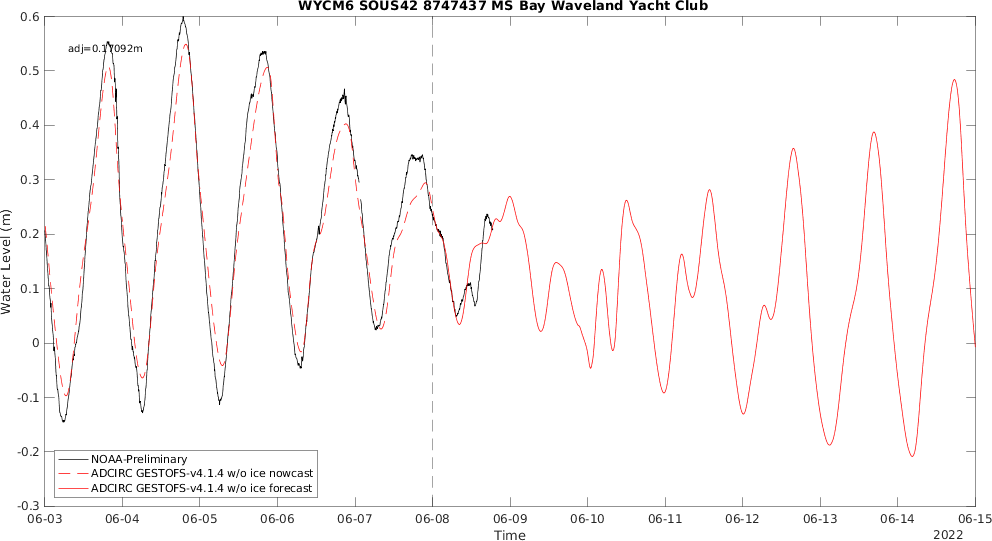 WYCM6 SOUS42 8747437 MS Bay Waveland Yacht Club
adj=0.17092m
0.6
0.5
0.4
0.3
0.2
0.1
0
-0.1
-0.2
-0.3
Water Level (m)
NOAA-Preliminary
ADCIRC GESTOFS-v4.1.4 w/o ice nowcast
ADCIRC GESTOFS-v4.1.4 w/o ice forecast
06-03 06-04 06-05 06-06 06-07 06-08 06-09 06-10 06-11 06-12 06-13 06-14 06-15
Time
2022